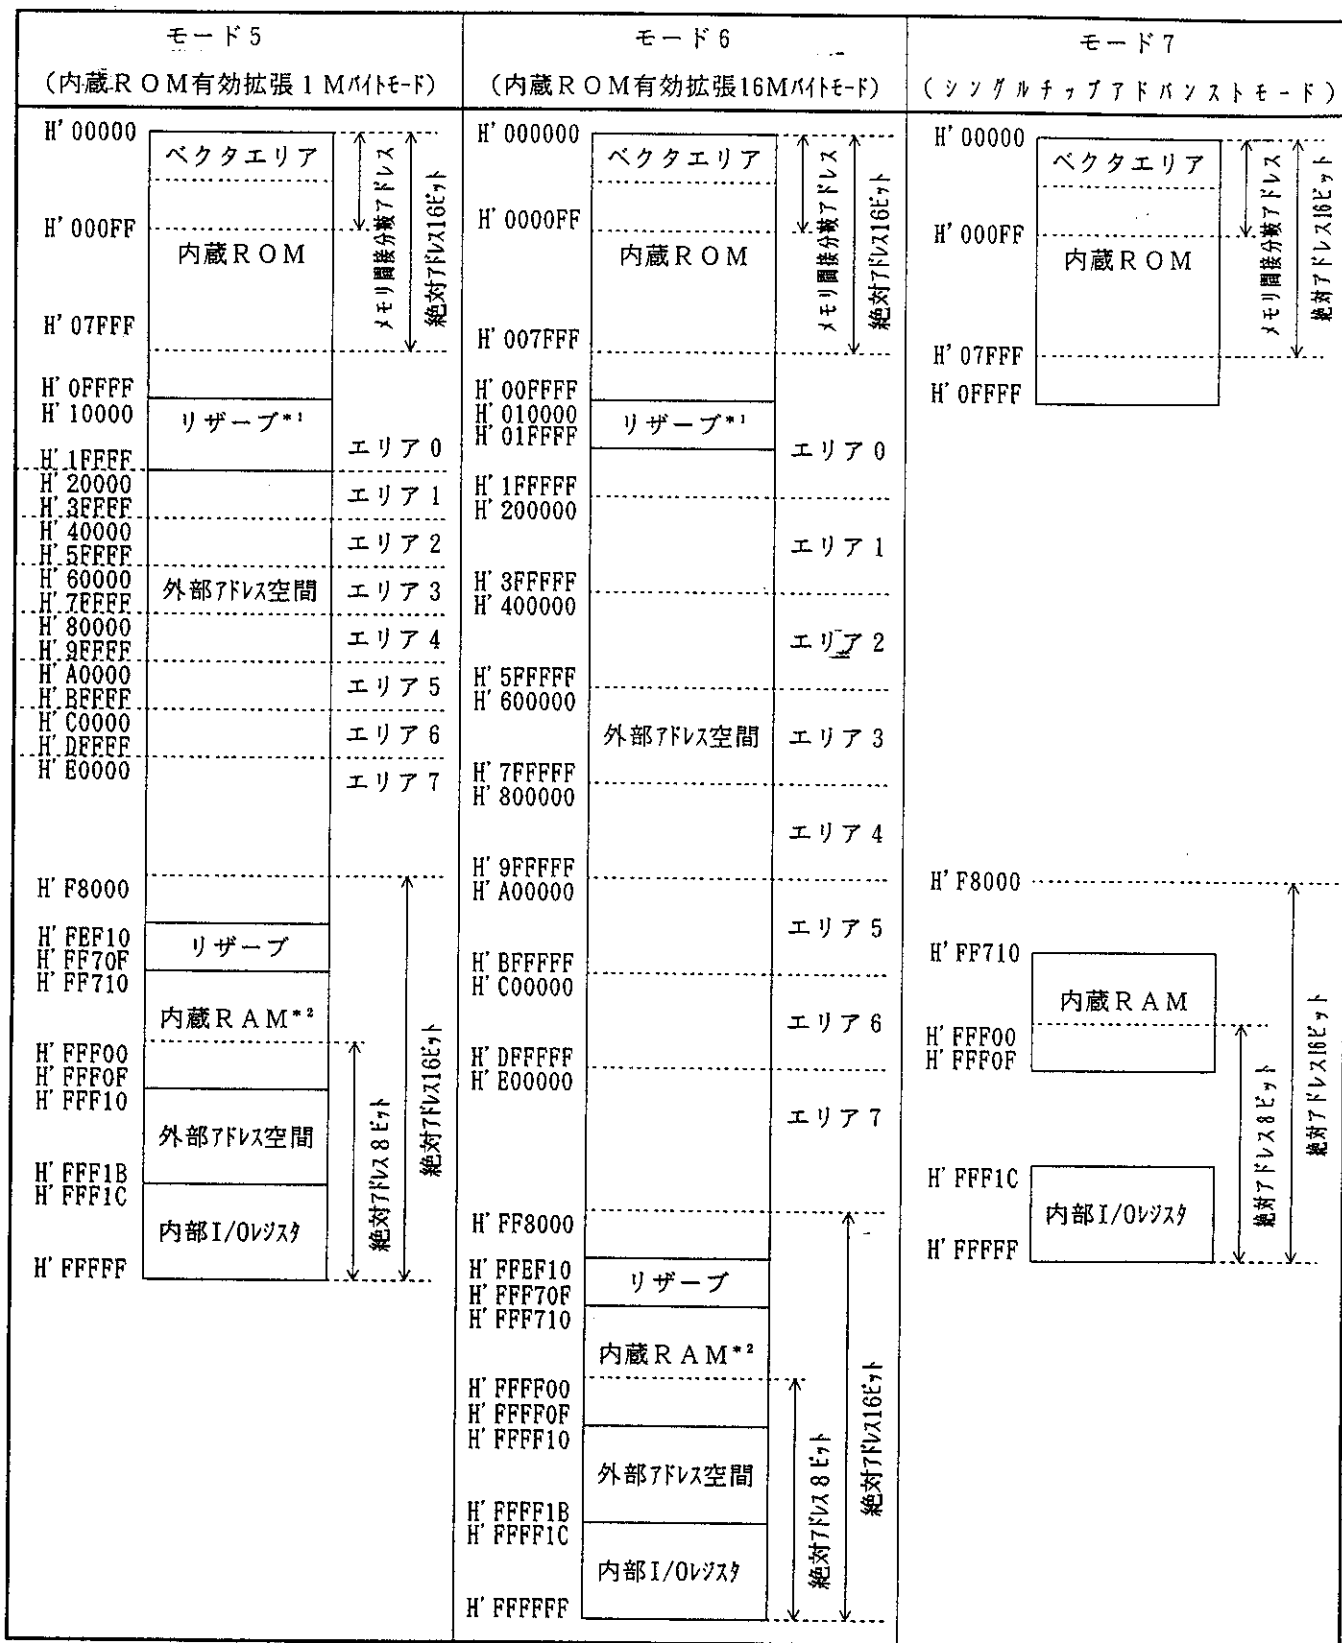 モード5
(内蔵ROM有効拡張1Mバイトモード)
H'00000
ベクタエリア
H'000FF
内蔵ROM
H'07FFF
メモリ間接分岐アドレス
絶対アドレス16ビット
H'0FFFF
H'10000
リザーブ*1
エリア0
H'1FFFF
H'20000
エリア1
H'3FFFF
H'40000
エリア2
H'5FFFF
H'60000
外部アドレス空間
エリア3
H'7FFFF
H'80000
エリア4
H'9FFFF
H'A0000
エリア5
H'BFFFF
H'C0000
エリア6
H'DFFFF
H'E0000
エリア7
H'F8000
H'FEF10
リザーブ
H'FF70F
H'FF710
内蔵RAM*2
H'FFF00
H'FFF0F
H'FFF10
外部アドレス空間
H'FFF1B
H'FFF1C
内部I/Oレジスタ
H'FFFFF
絶対アドレス8ビット
絶対アドレス16ビット
モード6
(内蔵ROM有効拡張16Mバイトモード)
H'000000
ベクタエリア
H'0000FF
内蔵ROM
H'007FFF
メモリ間接分岐アドレス
絶対アドレス16ビット
H'00FFFF
H'010000
リザーブ*1
H'01FFFF
エリア0
H'1FFFFF
H'200000
エリア1
H'3FFFFF
H'400000
エリア2
H'5FFFFF
H'600000
外部アドレス空間
エリア3
H'7FFFFF
H'800000
エリア4
H'9FFFFF
H'A00000
エリア5
H'BFFFFF
H'C00000
エリア6
H'DFFFFF
H'E00000
エリア7
H'FF8000
H'FFEF10
リザーブ
H'FFF70F
H'FFF710
内蔵RAM*2
H'FFFF00
H'FFFF0F
H'FFFF10
外部アドレス空間
H'FFFF1B
H'FFFF1C
内部I/Oレジスタ
H'FFFFFF
絶対アドレス8ビット
絶対アドレス16ビット
モード7
(シングルチップアドバンストモード)
H'00000
ベクタエリア
H'000FF
内蔵ROM
H'07FFF
H'0FFFF
メモリ間接分岐アドレス
絶対アドレス16ビット
H'F8000
H'FF710
内蔵RAM
H'FFF00
H'FFF0F
H'FFF1C
内部I/Oレジスタ
H'FFFFF
絶対アドレス8ビット
絶対アドレス16ビット